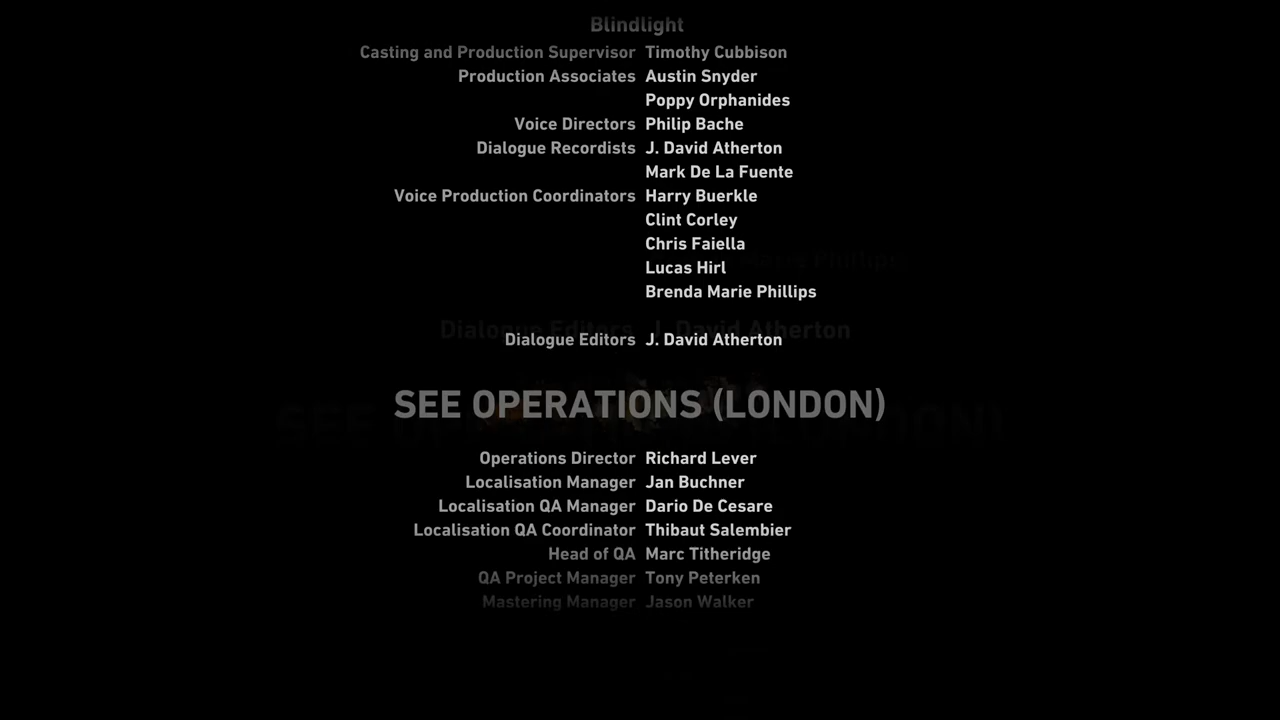 Blindlight
Casting and Production Supervisor Timothy Cubbison
Production Associates Austin Snyder
Poppy Orphanides
Voice Directors Philip Bache
Dialogue Recordists J. David Atherton
Mark De La Fuente
Voice Production Coordinators Harry Buerkle
Clint Corley
Chris Faiella
Lucas Hirl
Brenda Marie Phillips
Dialogue Editors J. David Atherton
SEE OPERATIONS (LONDON)
Operations Director Richard Lever
Localisation Manager Jan Buchner
Localisation QA Manager Dario De Cesare
Localisation QA Coordinator Thibaut Salembier
Head of QA Marc Titheridge
QA Project Manager Tony Peterken
Mastering Manager Jason Walker